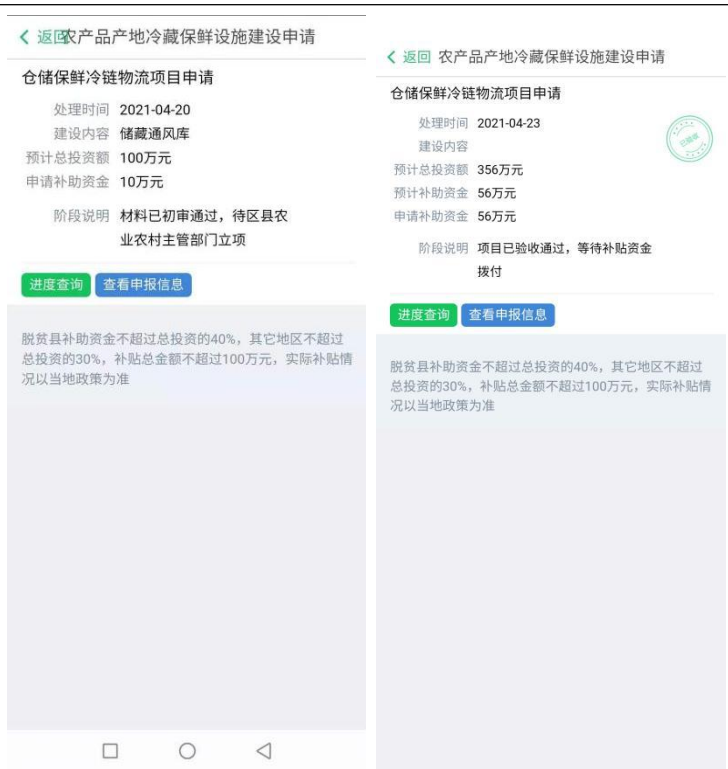 返回农产品产地冷藏保鲜设施建设申请
仓储保鲜冷链物流项目申请
处理时间 2021-04-20
建设内容 储藏通风库
预计总投资额 100万元
申请补助资金 10万元
阶段说明 材料已初审通过，待区县农
业农村主管部门立项
进度查询 查看申报信息
脱贫县补助资金不超过总投资的40%，其它地区不超过
总投资的30%，补贴总金额不超过100万元，实际补贴情
况以当地政策为准
返回 农产品产地冷藏保鲜设施建设申请
仓储保鲜冷链物流项目申请
处理时间 2021-04-23
已验收
建设内容
预计总投资额 356万元
预计补助资金 56万元
申请补助资金 56万元
阶段说明 项目已验收通过，等待补贴资金
拨付
进度查询 查看申报信息
脱贫县补助资金不超过总投资的40%，其它地区不超过
总投资的30%，补贴总金额不超过100万元，实际补贴情
况以当地政策为准